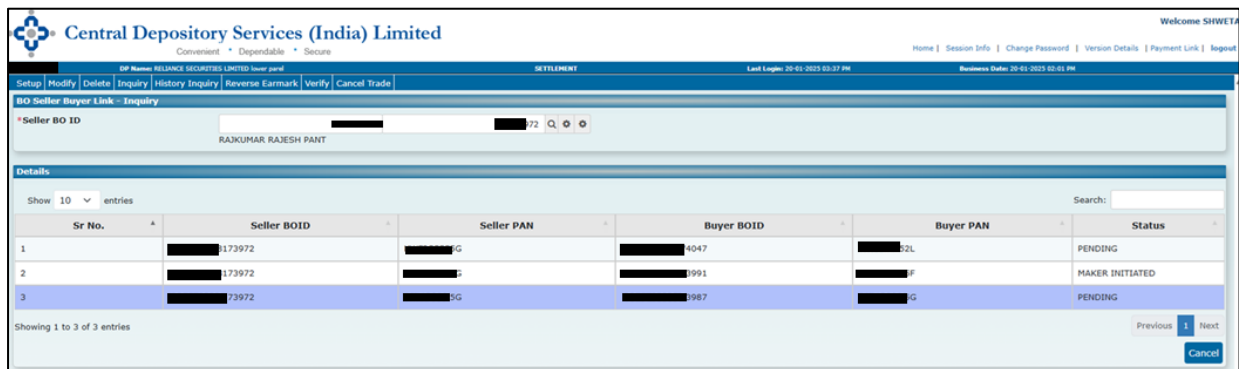 Welcome SHWETA
Central Depository Services (India) Limited
Convenient * Dependable * Secure
Home | Session Info | Change Password | Version Details | Payment Link | logout
DP Name: RELIANCE SECURITIES LIMITED lower parel SETTLEMENT Last Login: 20-01-2025 03:37 PM Business Date: 20-01-2025 02:01 PM
Setup Modify Delete Inquiry History Inquiry Reverse Earmark Verify Cancel Trade
BO Seller Buyer Link - Inquiry
*Seller BO ID 972
RAJKUMAR RAJESH PANT
Details
Show 10 entries Search:
Sr No. Seller BOID Seller PAN Buyer BOID Buyer PAN Status
1 173972 G 4047 52L PENDING
2 173972 3991 F MAKER INITIATED
3 73972 5G 3987 G PENDING
Showing 1 to 3 of 3 entries Previous 1 Next
Cancel